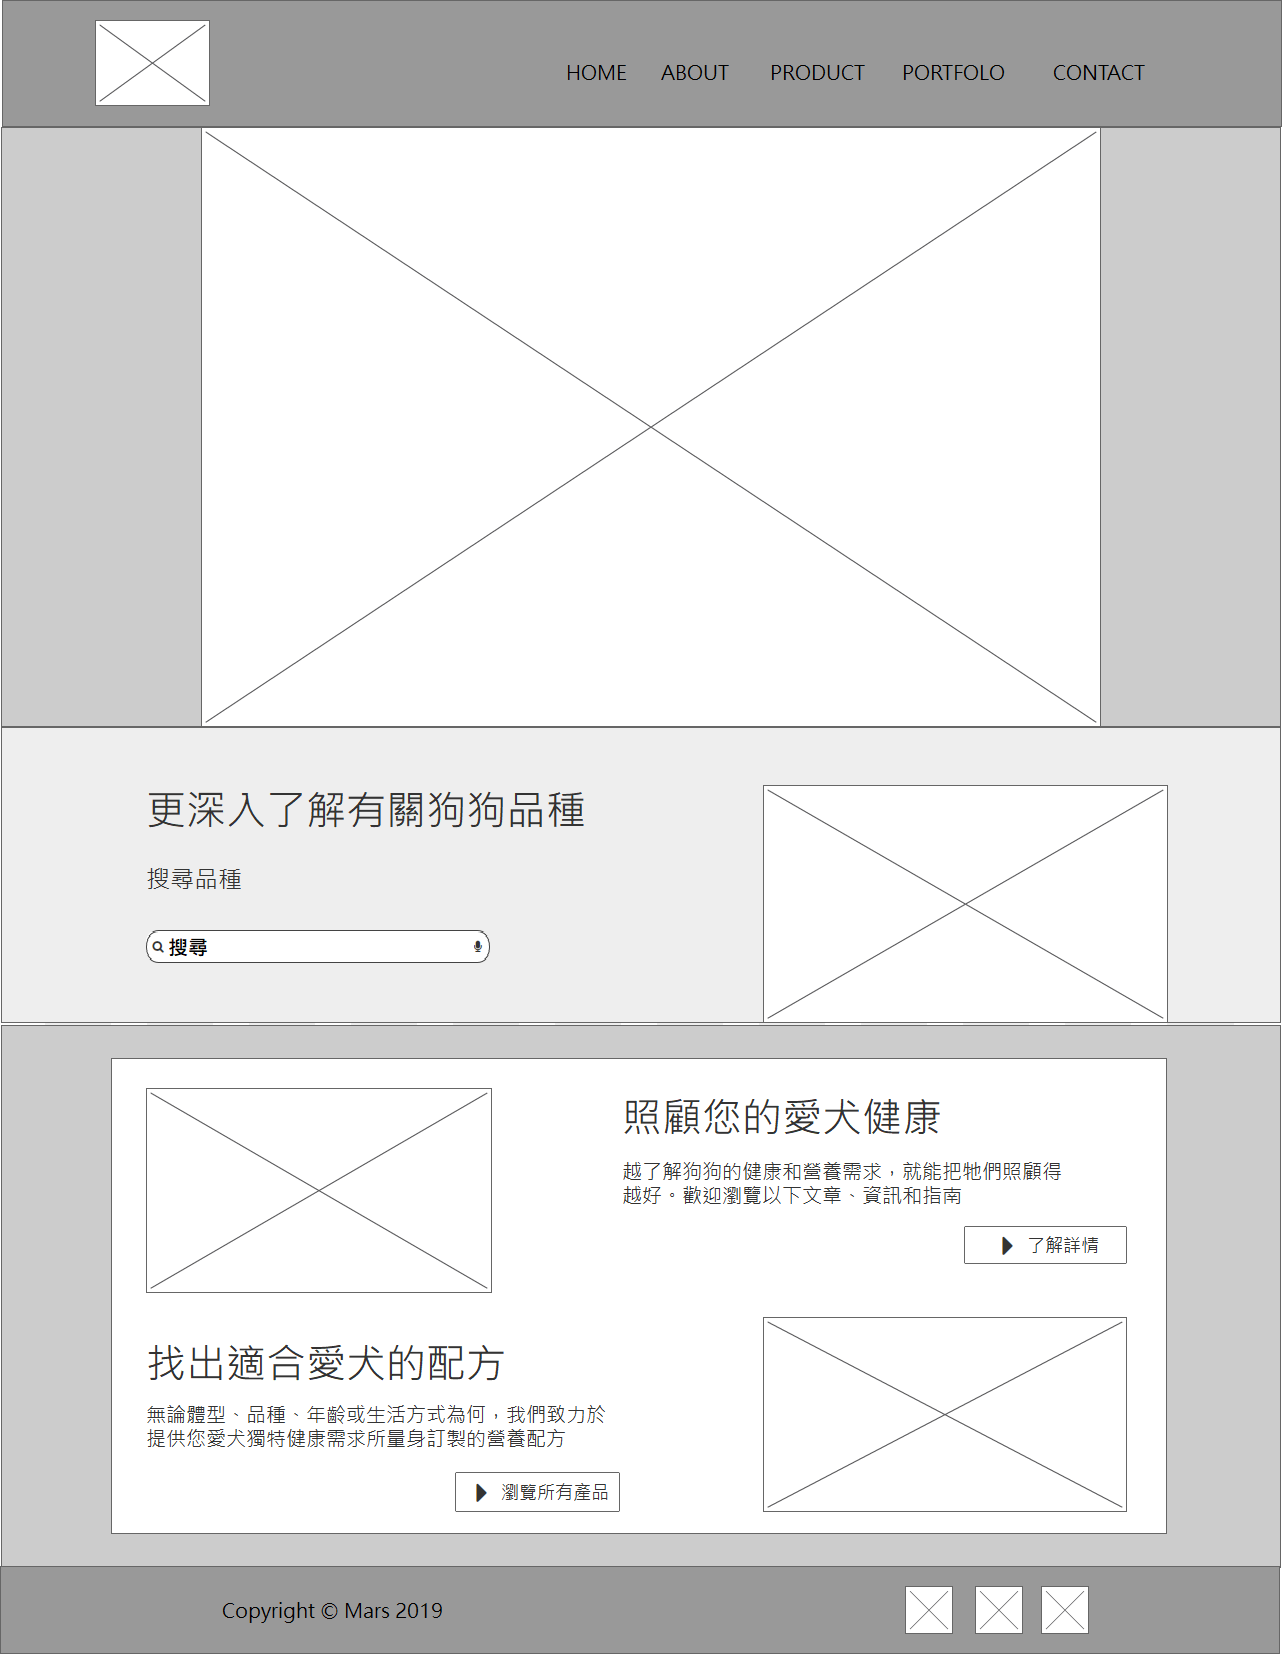 HOME ABOUT PRODUCT PORTFOLO CONTACT
更深入了解有關狗狗品種
搜尋品種
搜尋
照顧您的愛犬健康
越了解狗狗的健康和營養需求，就能把牠們照顧得
越好。歡迎瀏覽以下文章、資訊和指南
了解詳情
找出適合愛犬的配方
無論體型、品種、年齡或生活方式為何，我們致力於
提供您愛犬獨特健康需求所量身訂製的營養配方
瀏覽所有產品
Copyright © Mars 2019